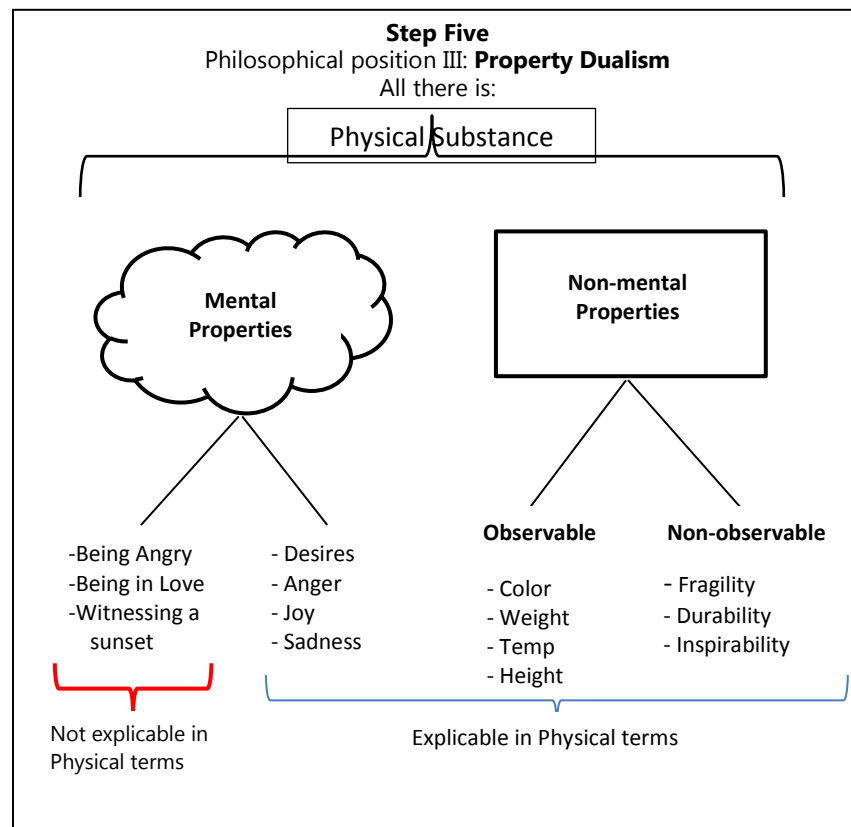 Step Five
Philosophical position III: Property Dualism
All there is:
Physical Substance
Mental
Properties
Non-mental
Properties
-Being Angry
-Being in Love
-Witnessing a
sunset
- Desires
- Anger
- Joy
- Sadness
Observable
- Color
- Weight
- Temp
- Height
Non-observable
- Fragility
- Durability
- Inspirability
Not explicable in
Physical terms
Explicable in Physical terms